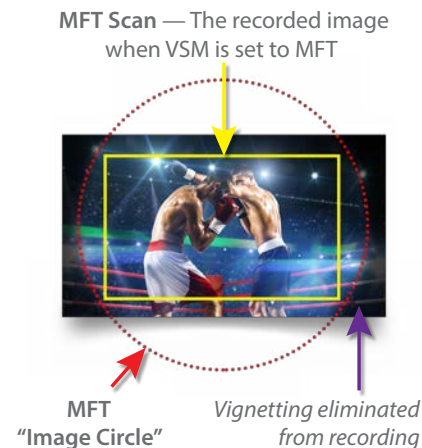 MFT Scan — The recorded image
when VSM is set to MFT
MFT
“Image Circle”
Vignetting eliminated
from recording